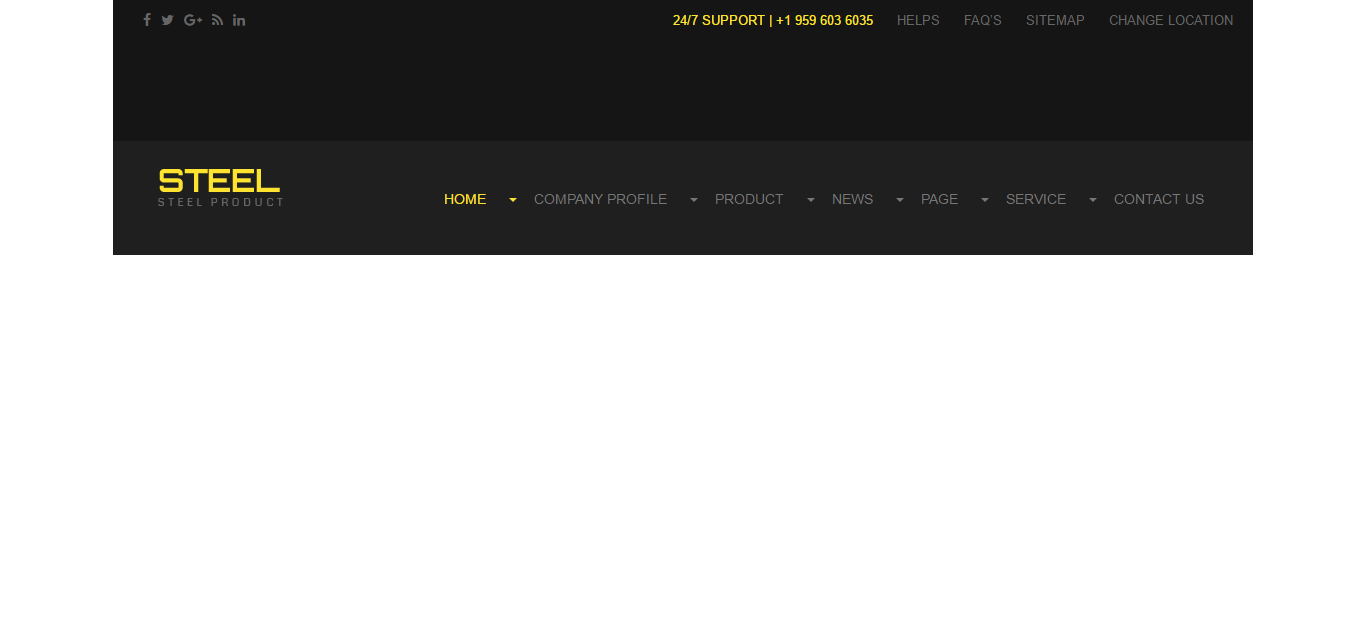 24/7 SUPPORT | +1 959 603 6035 HELPS FAQ'S SITEMAP CHANGE LOCATION
STEEL
STEEL PRODUCT
HOME COMPANY PROFILE PRODUCT NEWS PAGE SERVICE CONTACT US